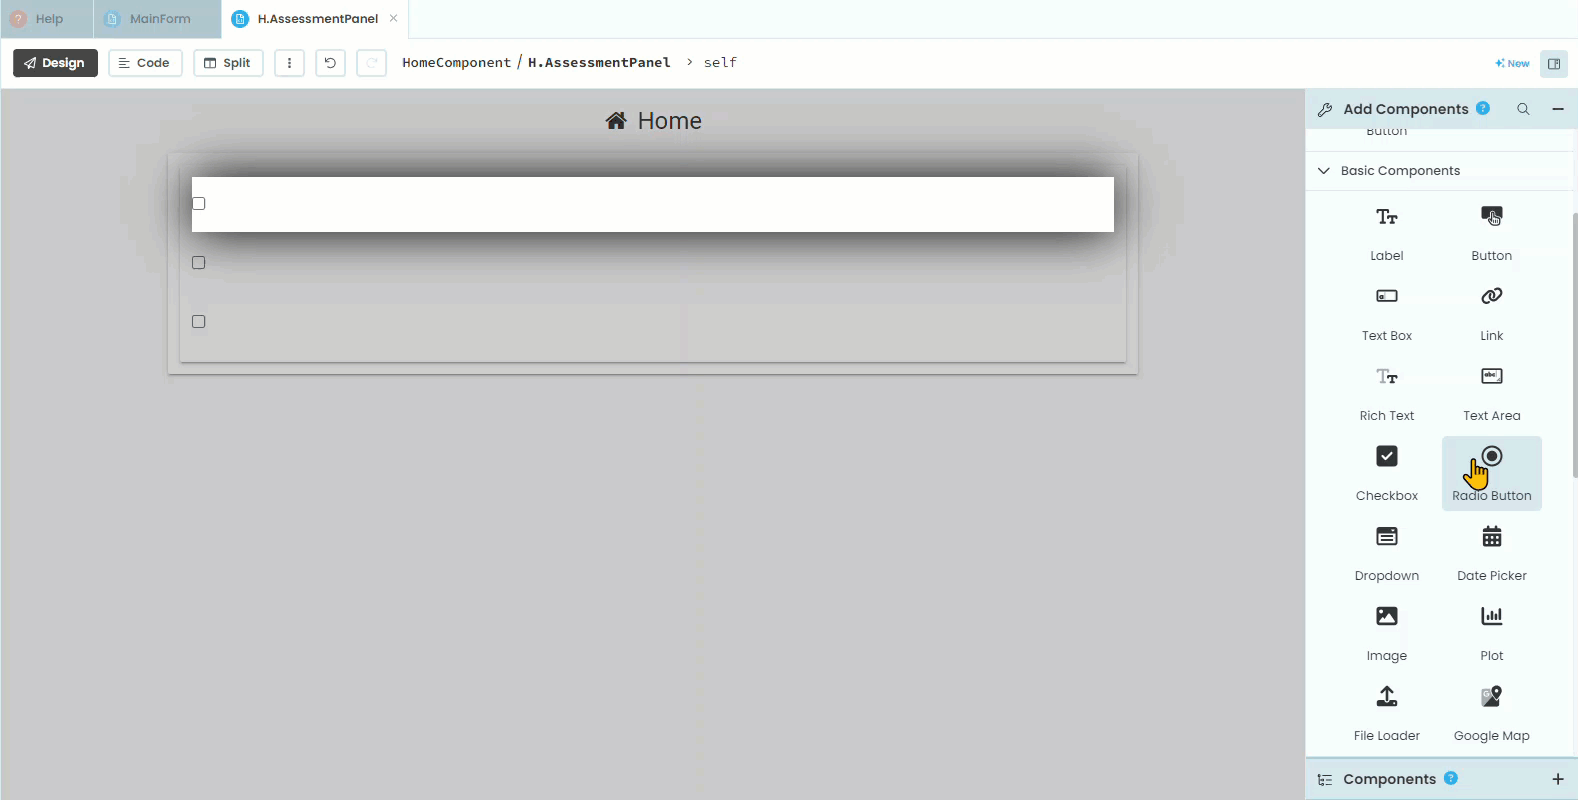 Help
MainForm
H.AssessmentPanel
Design
Code
Split
HomeComponent / H.AssessmentPanel > self
New
Home
Add Components ?
Button
Basic Components
Label
Button
Text Box
Link
Rich Text
Text Area
Checkbox
Radio Button
Dropdown
Date Picker
Image
Plot
File Loader
Google Map
Components ?